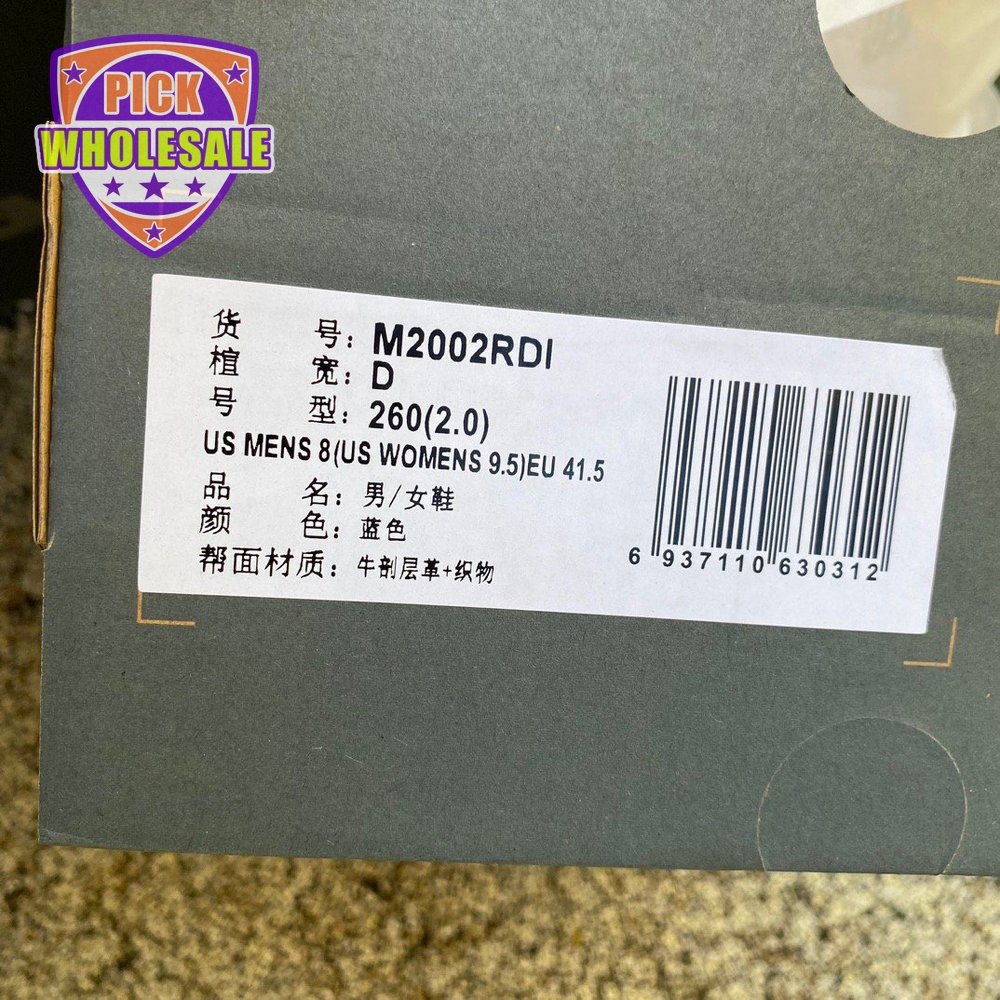 PICK
WHOLESALE
货 号: M2002RDI
楦 宽: D
号 型: 260(2.0)
US MENS 8(US WOMENS 9.5)EU 41.5
品 名: 男/女鞋
颜 色: 蓝色
帮面材质: 牛剖层革+织物
6 937110 630312